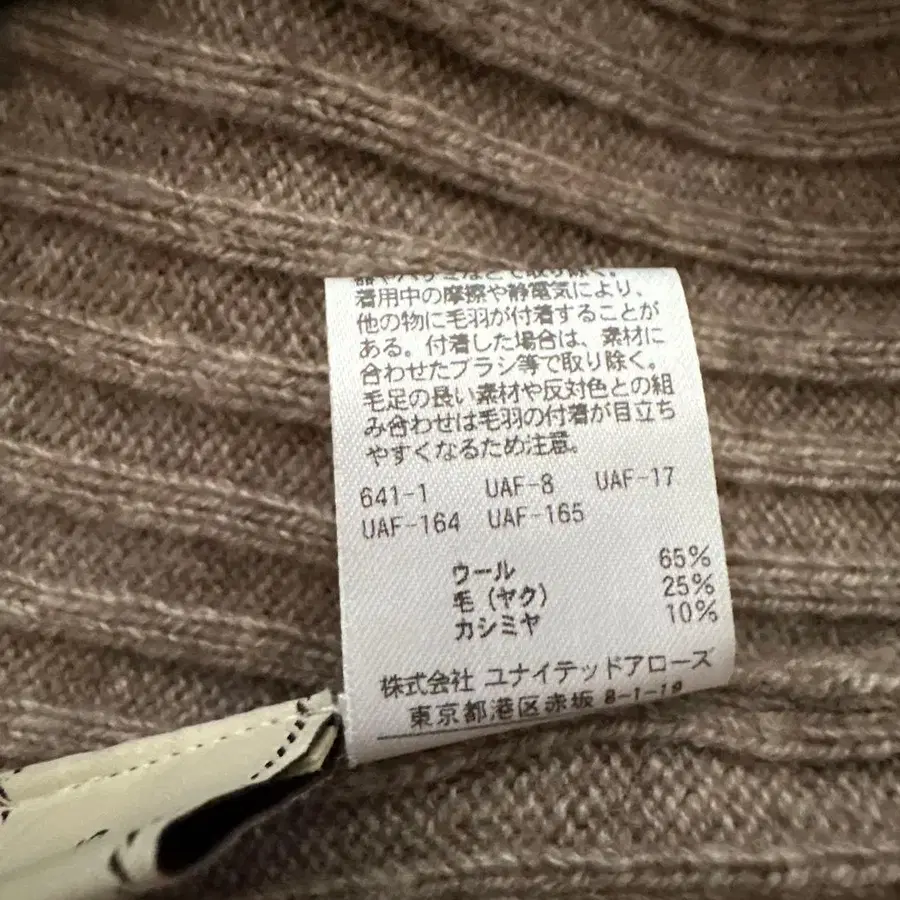 着用中の摩擦や静電気により、
他の物に毛羽が付着することが
ある。付着した場合は、素材に
合わせたブラシ等で取り除く。
毛足の長い素材や反対色との組
み合わせは毛羽の付着が目立ち
やすくなるため注意。
641-1 UAF-8 UAF-17
UAF-164 UAF-165
ウール 65%
毛(ヤク) 25%
カシミヤ 10%
株式会社 ユナイテッドアローズ
東京都港区赤坂 8-1-19